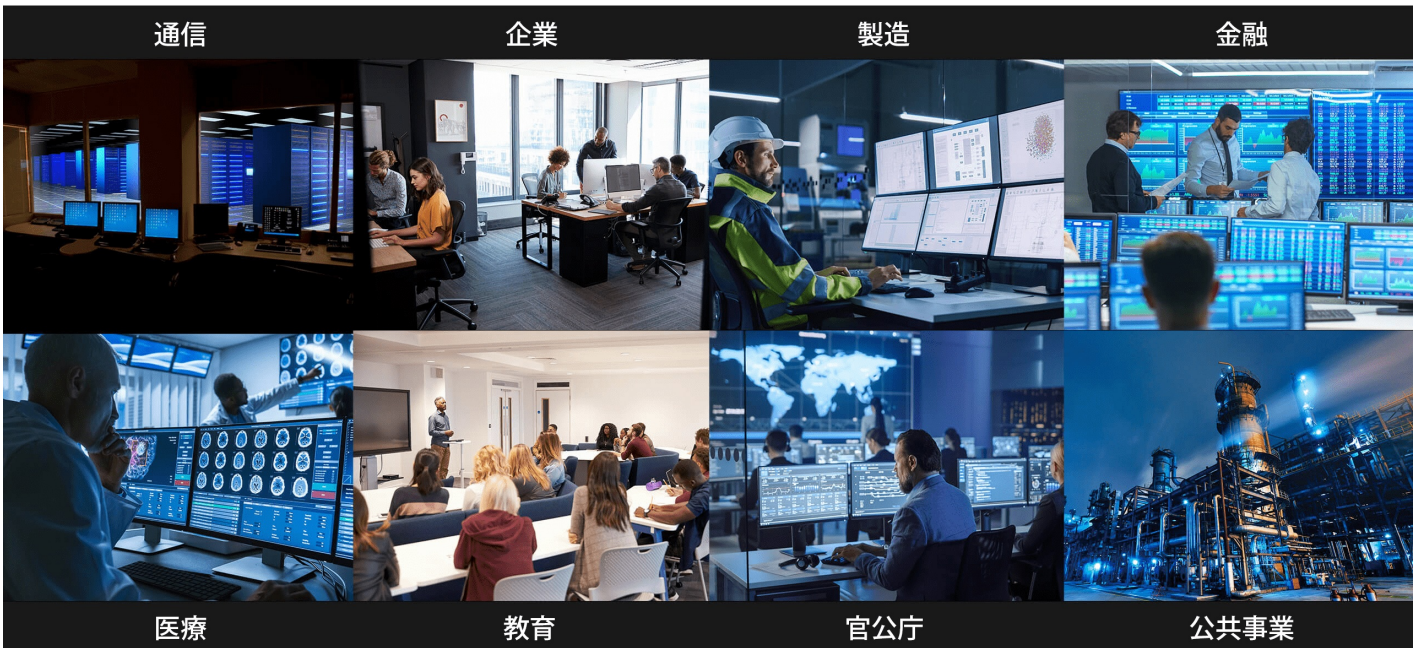 通信
企業
製造
金融
医療
教育
官公庁
公共事業